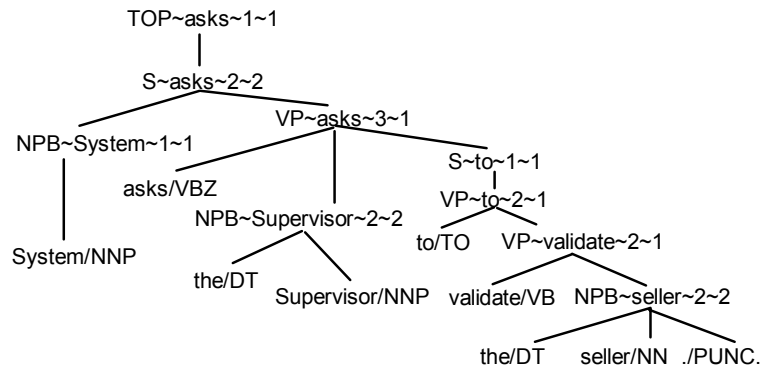 TOP~asks~1~1
S~asks~2~2
NPB~System~1~1
VP~asks~3~1
System/NNP
asks/VBZ
NPB~Supervisor~2~2
S~to~1~1
the/DT
Supervisor/NNP
VP~to~2~1
to/TO
VP~validate~2~1
validate/VB
NPB~seller~2~2
the/DT
seller/NN
./PUNC.